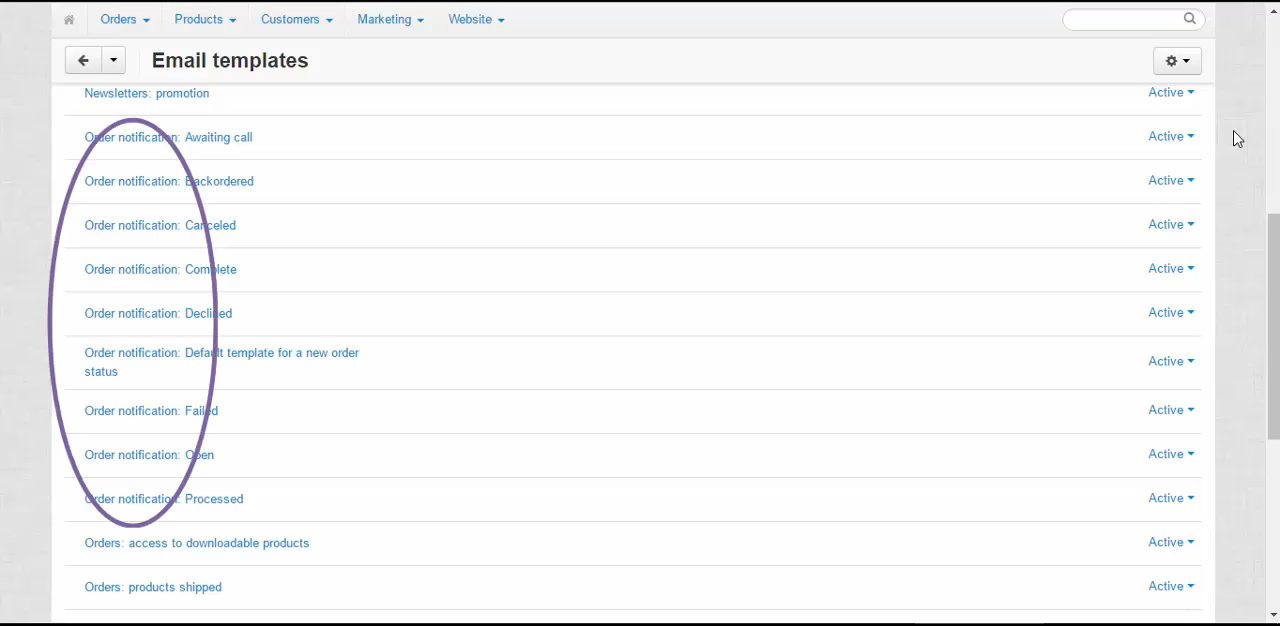 Orders Products Customers Marketing Website
Email templates
Newsletters: promotion Active
Order notification: Awaiting call Active
Order notification: Backordered Active
Order notification: Canceled Active
Order notification: Complete Active
Order notification: Declined Active
Order notification: Default template for a new order
status Active
Order notification: Failed Active
Order notification: Open Active
Order notification: Processed Active
Orders: access to downloadable products Active
Orders: products shipped Active